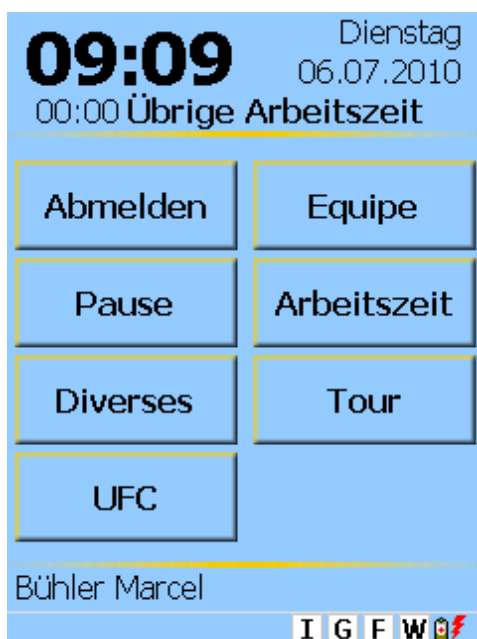 09:09 Dienstag
06.07.2010
00:00 Übrige Arbeitszeit
Abmelden Equipe
Pause Arbeitszeit
Diverses Tour
UFC
Bühler Marcel
I G F W